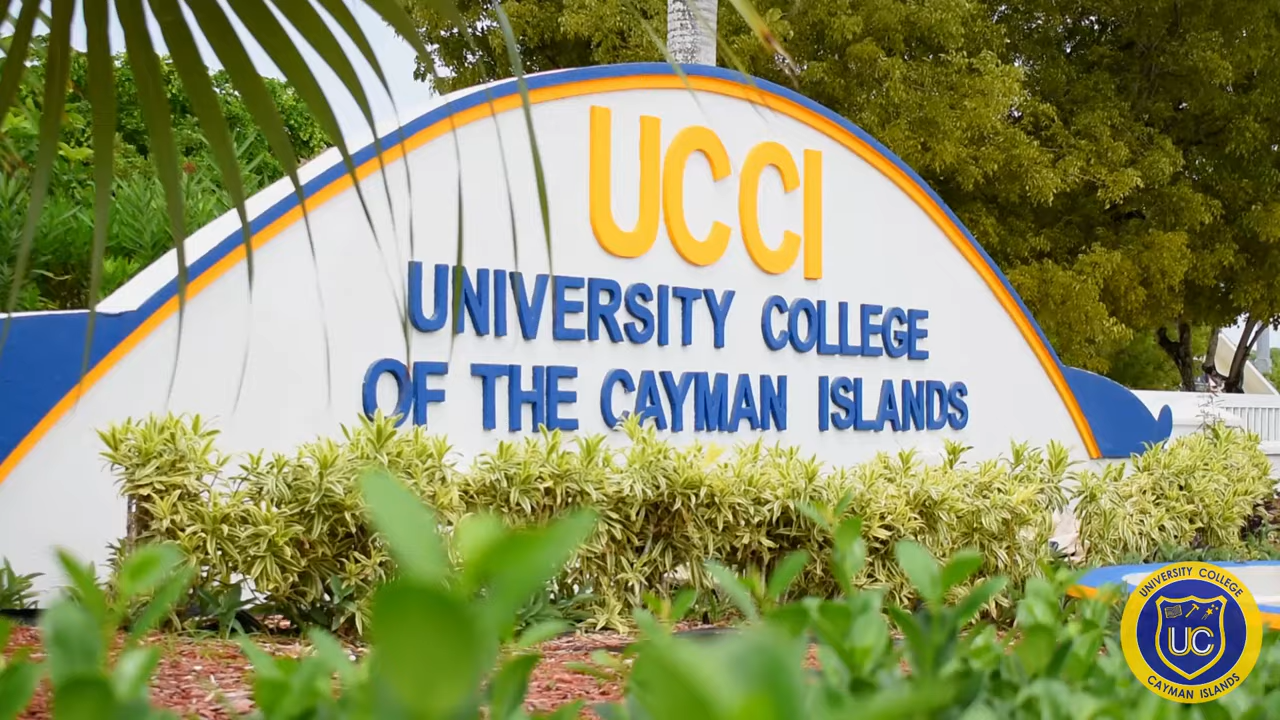 UCCI
UNIVERSITY COLLEGE
OF THE CAYMAN ISLANDS
UNIVERSITY COLLEGE
UC
CAYMAN ISLANDS